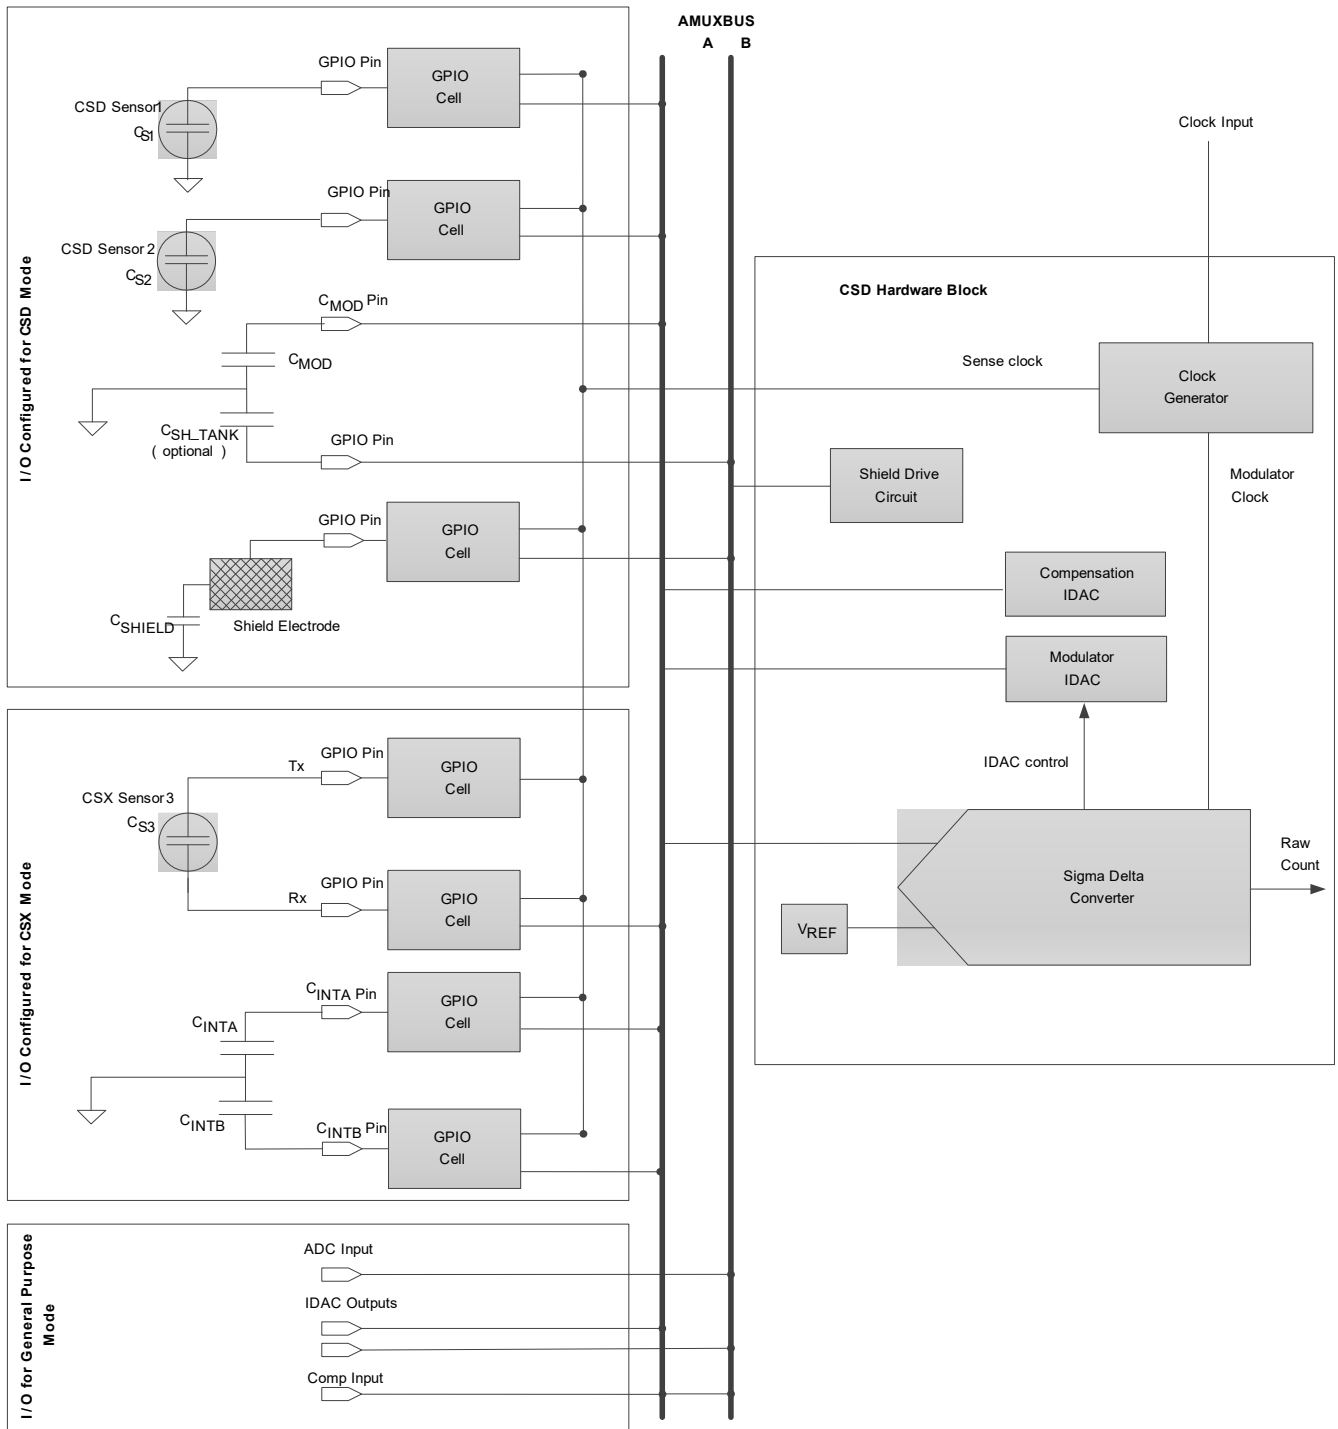 AMUXBUS
A B
I/O Configured for CSD Mode
GPIO Pin
GPIO
Cell
CSD Sensor1
CS1
GPIO Pin
GPIO
Cell
CSD Sensor 2
CS2
CMOD Pin
CMOD
CSH_TANK
( optional )
GPIO Pin
GPIO Pin
GPIO
Cell
CSHIELD
Shield Electrode
I/O Configured for CSX Mode
Tx
GPIO Pin
GPIO
Cell
CSX Sensor3
CS3
Rx
GPIO Pin
GPIO
Cell
CINTA Pin
GPIO
Cell
CINTA
CINTB
CINTB Pin
GPIO
Cell
I/O for General Purpose
Mode
ADC Input
IDAC Outputs
Comp Input
Clock Input
CSD Hardware Block
Sense clock
Clock
Generator
Shield Drive
Circuit
Modulator
Clock
Compensation
IDAC
Modulator
IDAC
IDAC control
Sigma Delta
Converter
VREF
Raw
Count